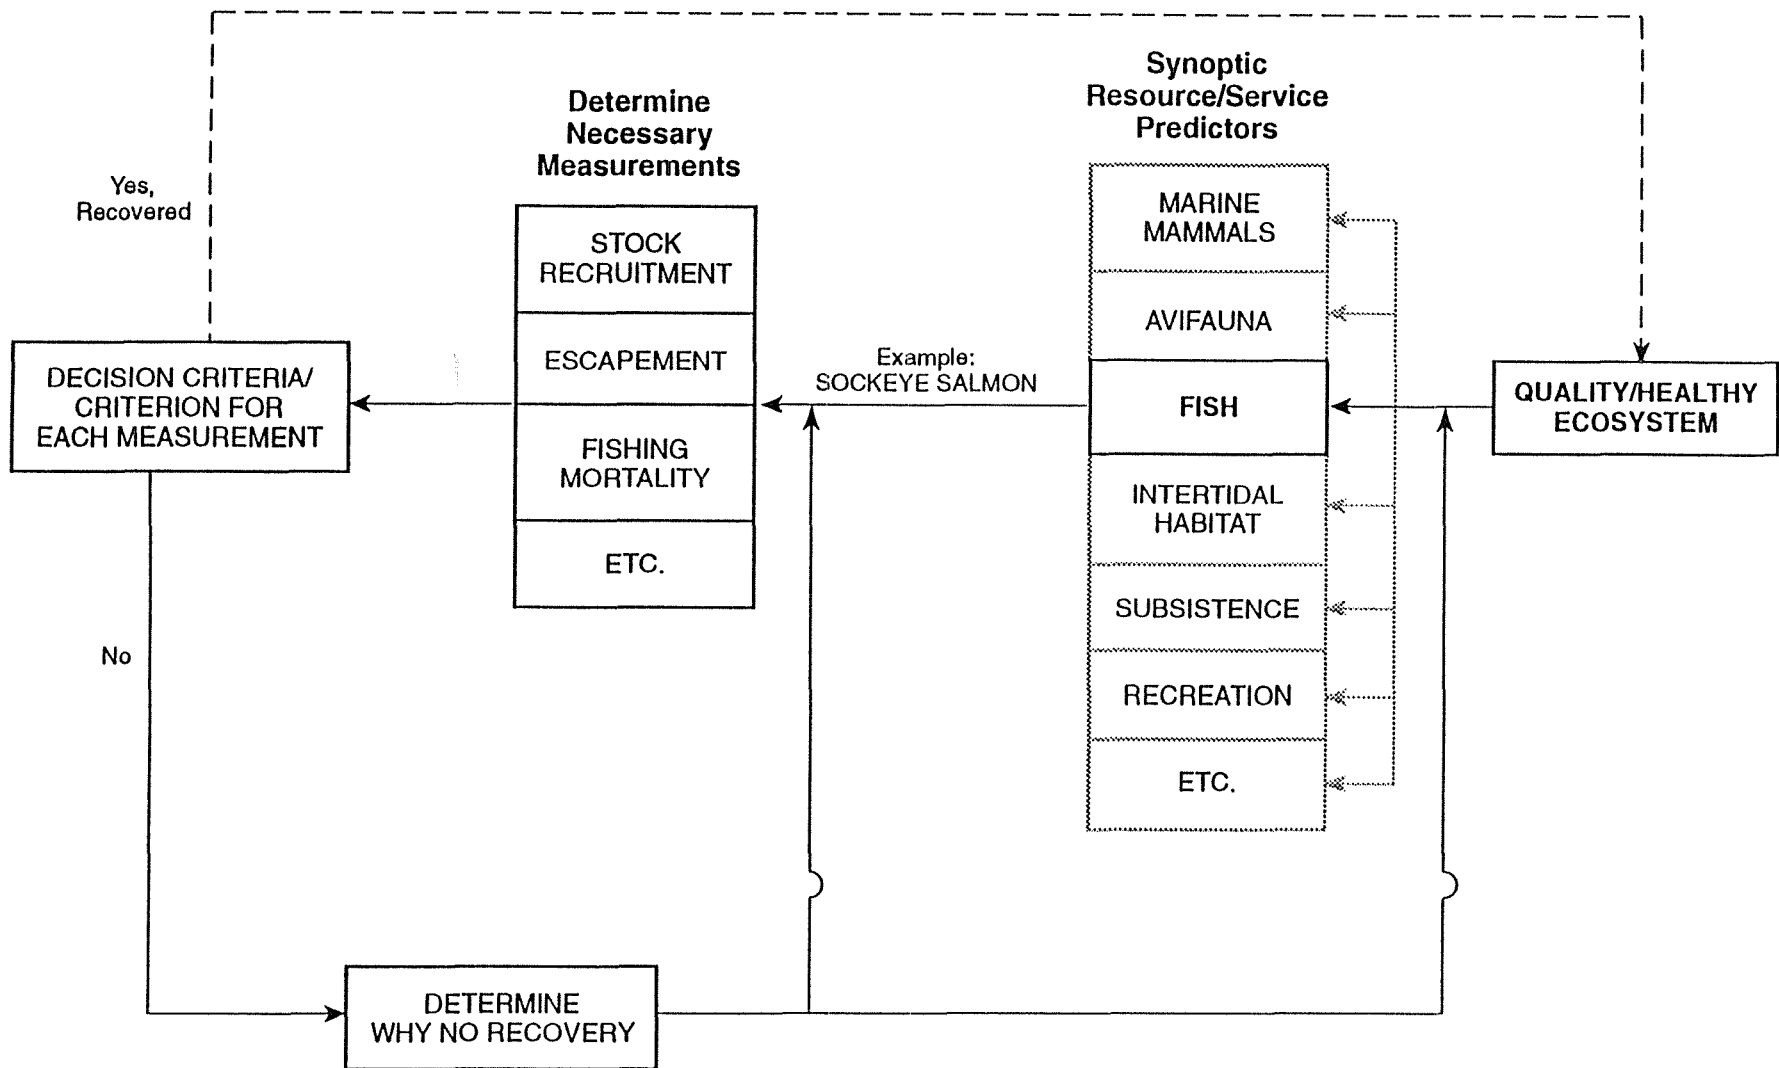 Synoptic
Resource/Service
Predictors
Determine
Necessary
Measurements
Yes,
Recovered
MARINE
MAMMALS
STOCK
RECRUITMENT
AVIFAUNA
ESCAPEMENT
Example:
SOCKEYE SALMON
DECISION CRITERIA/
CRITERION FOR
EACH MEASUREMENT
FISH
QUALITY/HEALTHY
ECOSYSTEM
FISHING
MORTALITY
INTERTIDAL
HABITAT
ETC.
SUBSISTENCE
No
RECREATION
ETC.
DETERMINE
WHY NO RECOVERY